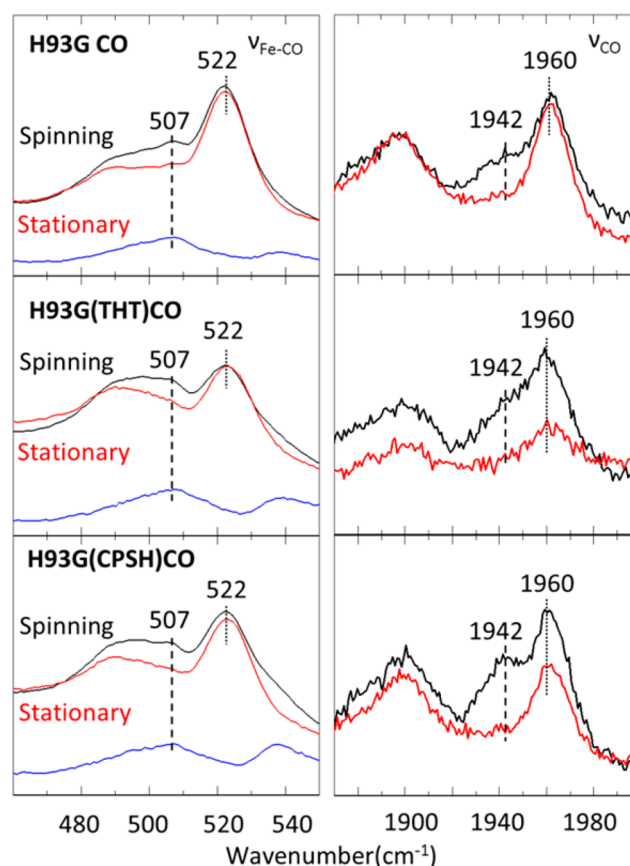 H93G CO
νFe-CO
522
507
Spinning
Stationary
νCO
1960
1942
H93G(THT)CO
522
507
Spinning
Stationary
1960
1942
H93G(CPSH)CO
522
507
Spinning
Stationary
1960
1942
480 500 520 540
1900 1940 1980
Wavenumber(cm-1)